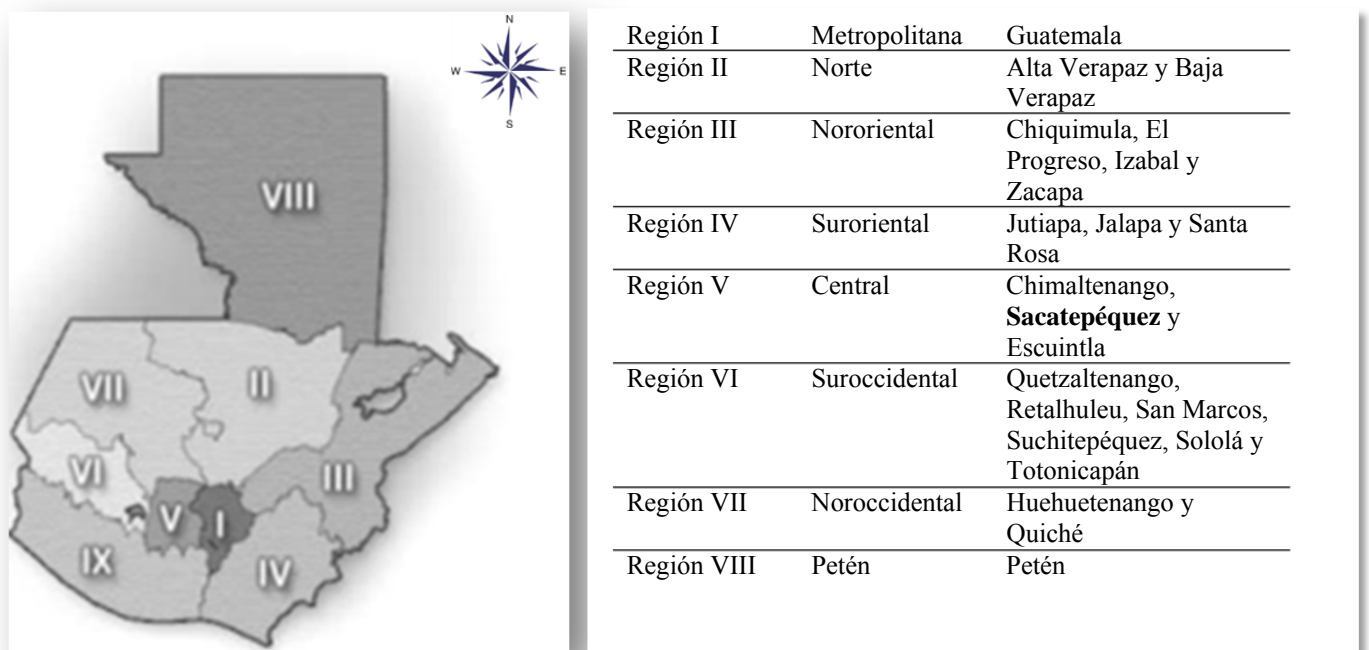 N
W
E
S
VIII
VII
II
VI
III
V
I
IX
IV
Región I Metropolitana Guatemala
Región II Norte Alta Verapaz y Baja
Verapaz
Región III Nororiental Chiquimula, El
Progreso, Izabal y
Zacapa
Región IV Suroriental Jutiapa, Jalapa y Santa
Rosa
Región V Central Chimaltenango,
Sacatepéquez y
Escuintla
Región VI Suroccidental Quetzaltenango,
Retalhuleu, San Marcos,
Suchitepéquez, Sololá y
Totonicapán
Región VII Noroccidental Huehuetenango y
Quiché
Región VIII Petén Petén